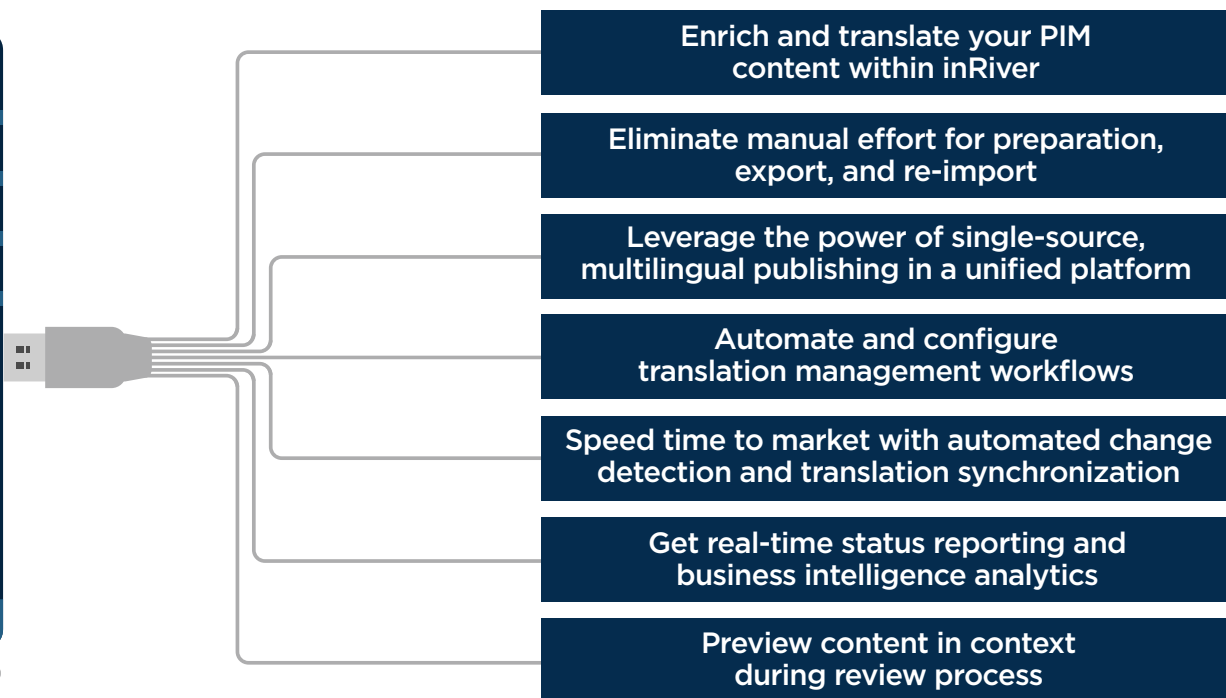 Enrich and translate your PIM
content within inRiver
Eliminate manual effort for preparation,
export, and re-import
Leverage the power of single-source,
multilingual publishing in a unified platform
Automate and configure
translation management workflows
Speed time to market with automated change
detection and translation synchronization
Get real-time status reporting and
business intelligence analytics
Preview content in context
during review process